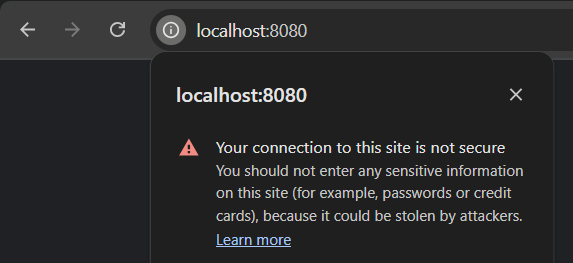 localhost:8080
localhost:8080
Your connection to this site is not secure
You should not enter any sensitive information
on this site (for example, passwords or credit
cards), because it could be stolen by attackers.
Learn more